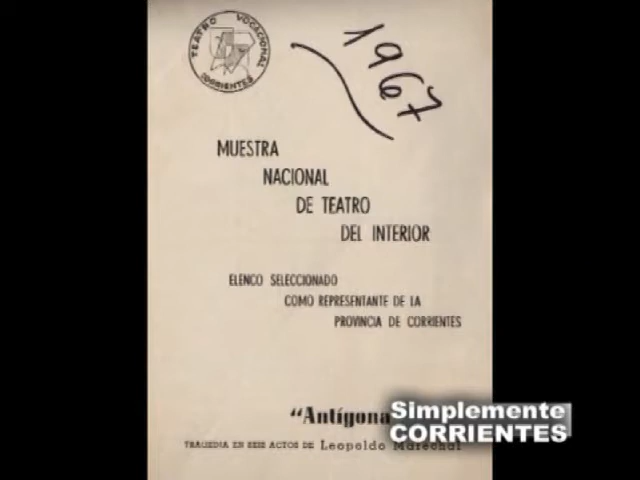 TEATRO VOCACIONAL
CORRIENTES
1967
MUESTRA
NACIONAL
DE TEATRO
DEL INTERIOR
ELENCO SELECCIONADO
COMO REPRESENTANTE DE LA
PROVINCIA DE CORRIENTES
"Antígona
TRAGEDIA EN SEIS ACTOS DE Leopoldo Marechal
Simplemente
CORRIENTES